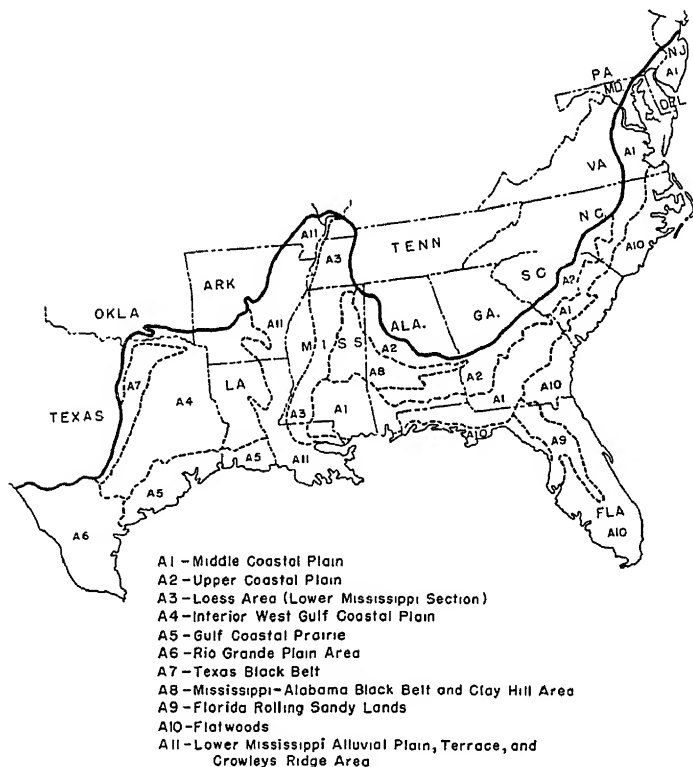 PA
NJ
A1
MD.
DEL
VA
A1
N C.
A10
A11
TENN
A3
ARK
S C
A2
A1
OKLA
A11
M I S S
ALA.
GA.
A2
A7
A4
LA
A8
A2
TEXAS
A1
A10
A3
A1
A9
A10
A5
A11
A5
FLA
A10
A6
A1 – Middle Coastal Plain
A2 – Upper Coastal Plain
A3 – Loess Area (Lower Mississippi Section)
A4 – Interior West Gulf Coastal Plain
A5 – Gulf Coastal Prairie
A6 – Rio Grande Plain Area
A7 – Texas Black Belt
A8 – Mississippi-Alabama Black Belt and Clay Hill Area
A9 – Florida Rolling Sandy Lands
A10 – Flatwoods
A11 – Lower Mississippi Alluvial Plain, Terrace, and
Crowleys Ridge Area